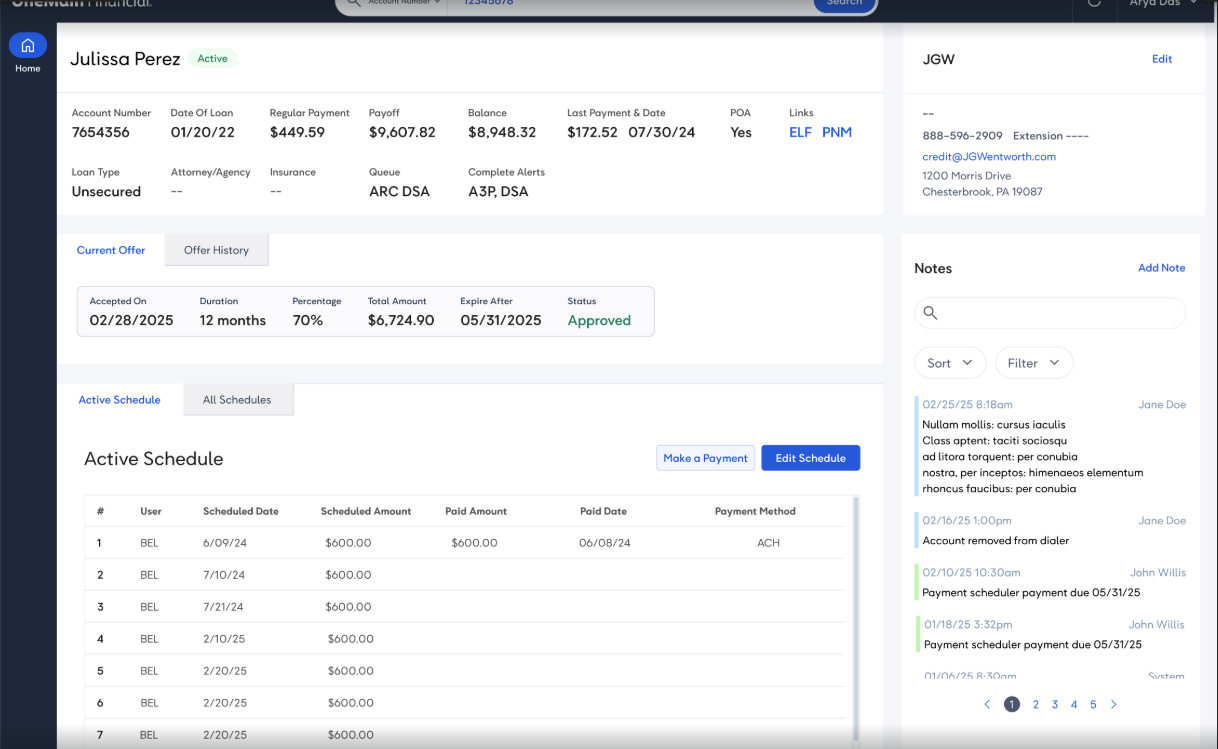 OneMain Financial.
Account Number
12345678
Search
Arya Das
Home
Julissa Perez Active
Account Number Date Of Loan Regular Payment Payoff Balance Last Payment & Date POA Links
7654356 01/20/22 $449.59 $9,607.82 $8,948.32 $172.52 07/30/24 Yes ELF PNM
Loan Type Attorney/Agency Insurance Queue Complete Alerts
Unsecured -- -- ARC DSA A3P, DSA
JGW Edit
--
888-596-2909 Extension ----
credit@JGWentworth.com
1200 Morris Drive
Chesterbrook, PA 19087
Current Offer Offer History
Accepted On Duration Percentage Total Amount Expire After Status
02/28/2025 12 months 70% $6,724.90 05/31/2025 Approved
Active Schedule All Schedules
Active Schedule Make a Payment Edit Schedule
# User Scheduled Date Scheduled Amount Paid Amount Paid Date Payment Method
1 BEL 6/09/24 $600.00 $600.00 06/08/24 ACH
2 BEL 7/10/24 $600.00
3 BEL 7/21/24 $600.00
4 BEL 2/10/25 $600.00
5 BEL 2/20/25 $600.00
6 BEL 2/20/25 $600.00
7 BEL 2/20/25 $600.00
Notes Add Note
Sort Filter
02/25/25 8:18am Jane Doe
Nullam mollis: cursus iaculis
Class aptent: taciti sociosqu
ad litora torquent: per conubia
nostra, per inceptos: himenaeos elementum
rhoncus faucibus: per conubia
02/16/25 1:00pm Jane Doe
Account removed from dialer
02/10/25 10:30am John Willis
Payment scheduler payment due 05/31/25
01/18/25 3:32pm John Willis
Payment scheduler payment due 05/31/25
01/06/25 8:30am System
1 2 3 4 5